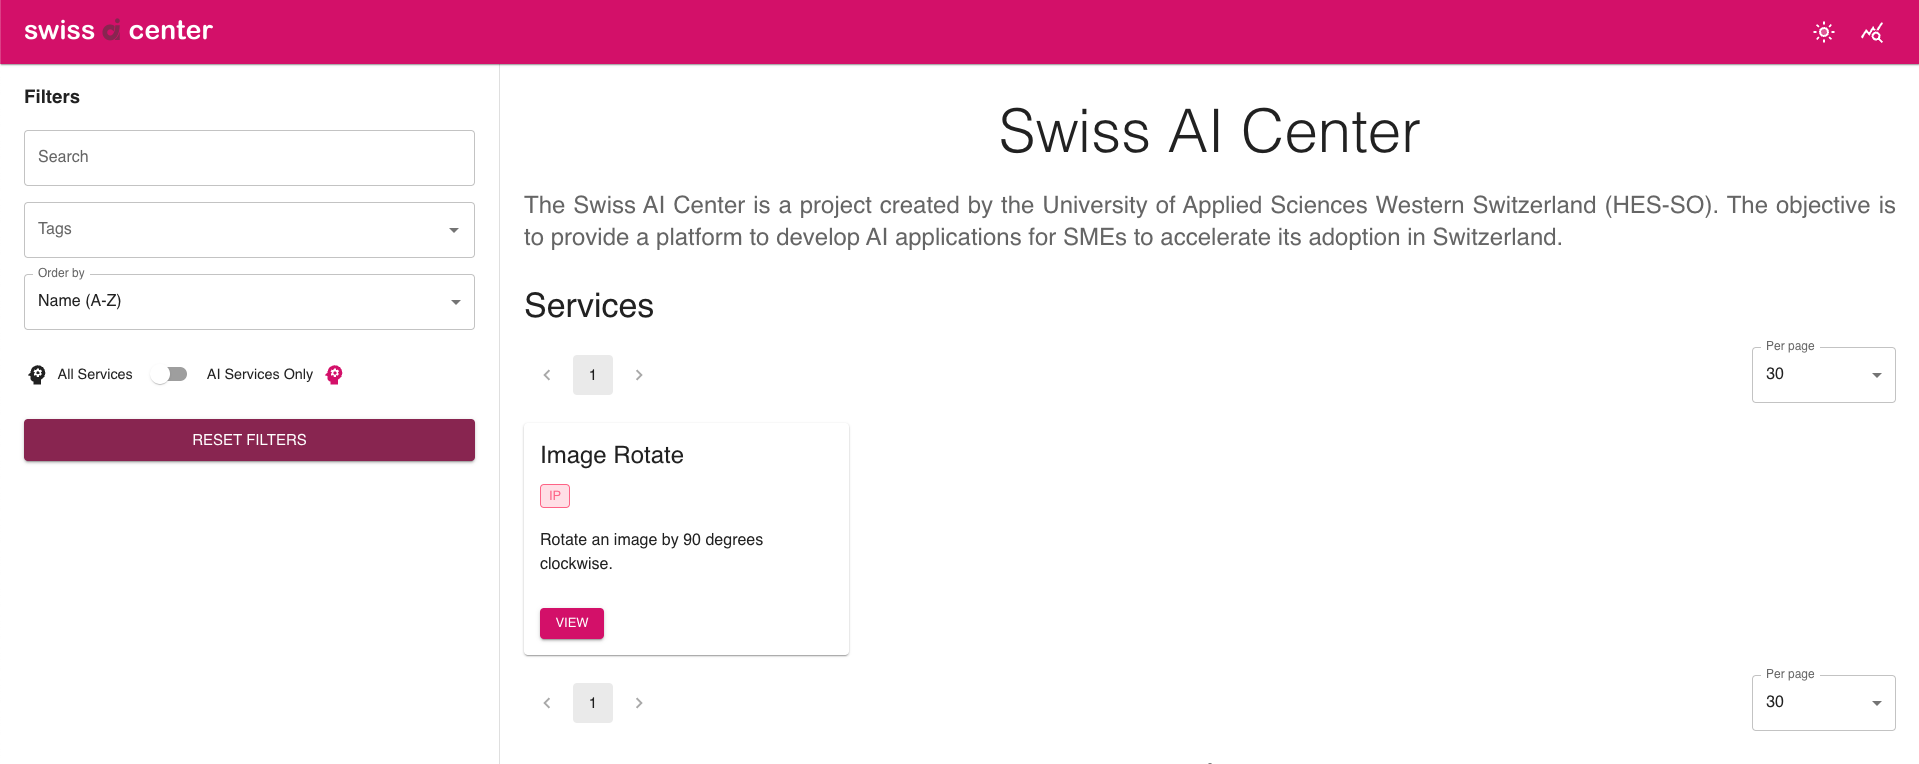 swiss ai center
Filters
Search
Tags
Order by
Name (A-Z)
All Services
AI Services Only
RESET FILTERS
Swiss AI Center
The Swiss AI Center is a project created by the University of Applied Sciences Western Switzerland (HES-SO). The objective is
to provide a platform to develop AI applications for SMEs to accelerate its adoption in Switzerland.
Services
1
Per page
30
Image Rotate
IP
Rotate an image by 90 degrees
clockwise.
VIEW
1
Per page
30